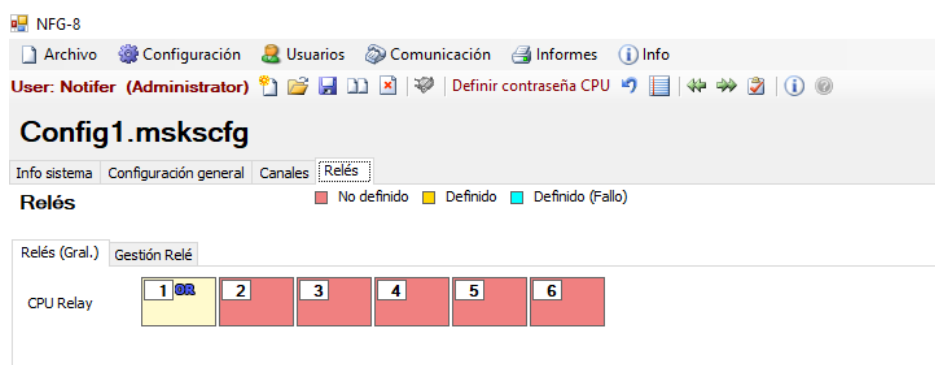 NFG-8
Archivo Configuración Usuarios Comunicación Informes Info
User: Notifer (Administrator) Definir contraseña CPU
Config1.mskscfg
Info sistema Configuración general Canales Relés
Relés No definido Definido Definido (Fallo)
Relés (Gral.) Gestión Relé
CPU Relay 1 OR 2 3 4 5 6